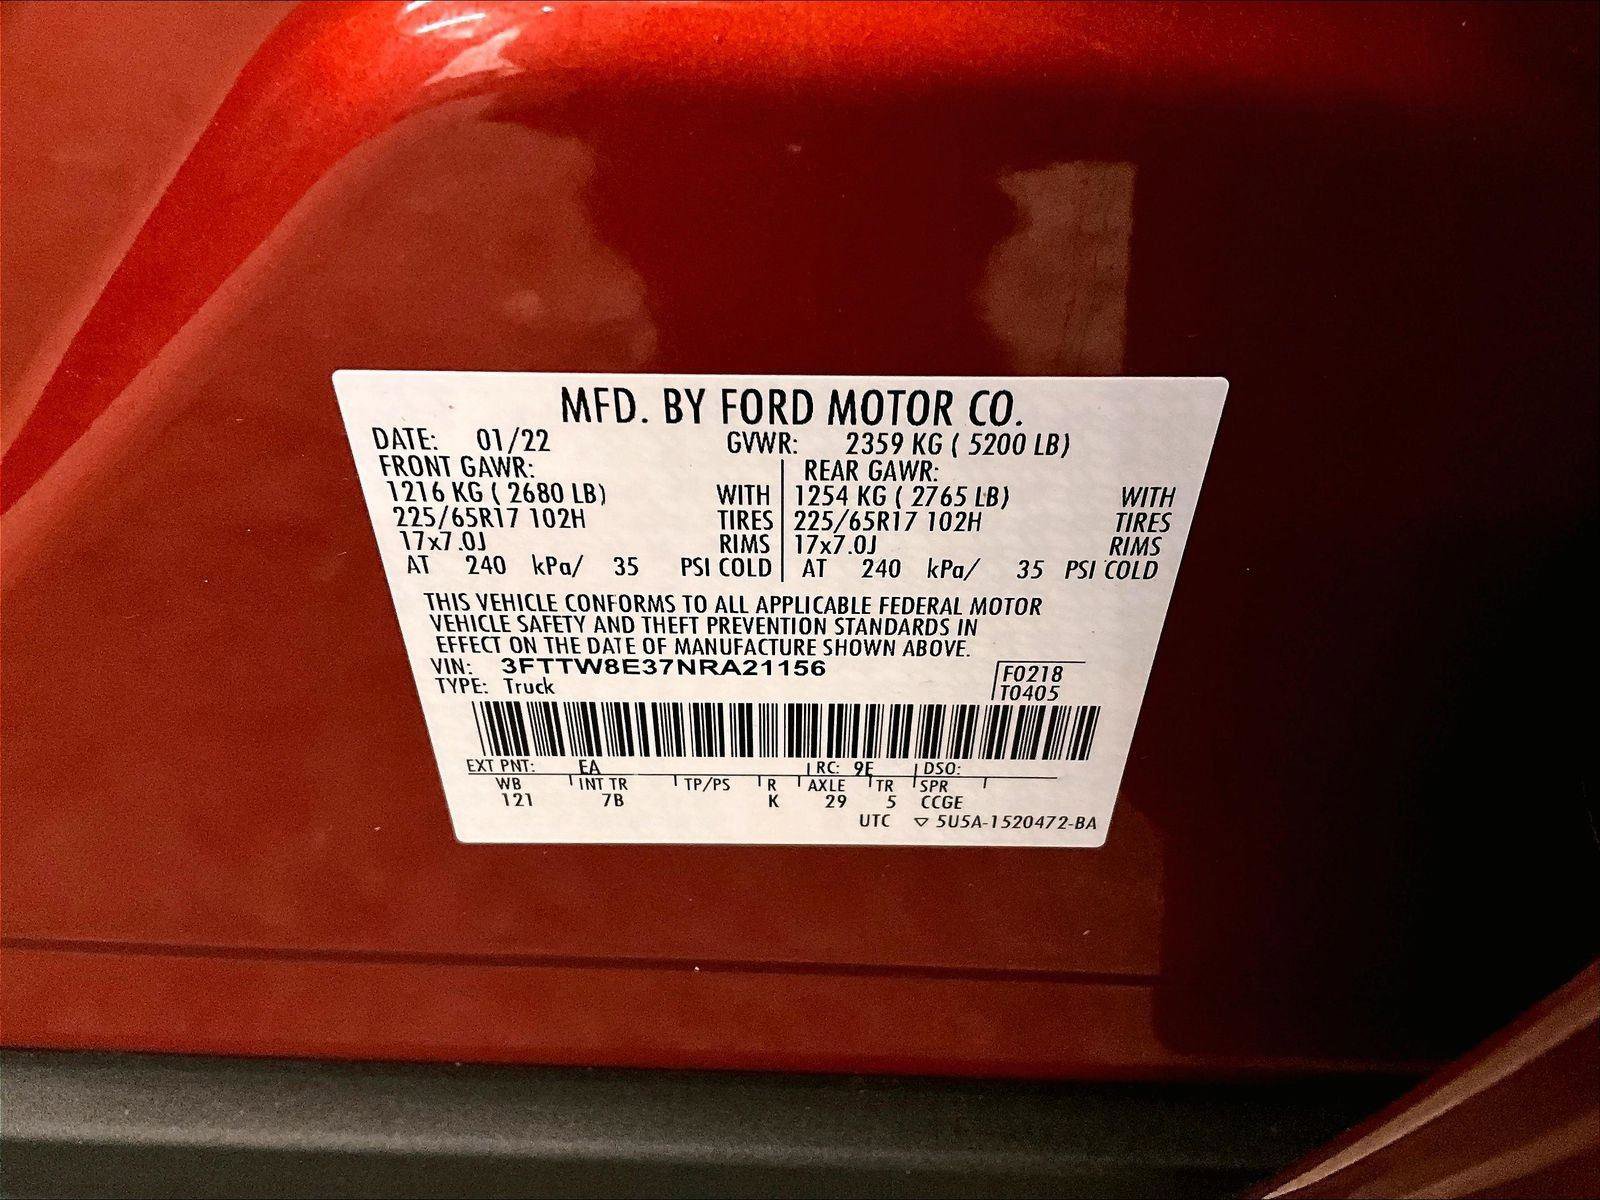 MFD. BY FORD MOTOR CO.
DATE: 01/22 GVWR: 2359 KG ( 5200 LB)
FRONT GAWR: REAR GAWR:
1216 KG ( 2680 LB) WITH 1254 KG ( 2765 LB) WITH
225/65R17 102H TIRES 225/65R17 102H TIRES
17x7.0J RIMS 17x7.0J RIMS
AT 240 kPa/ 35 PSI COLD AT 240 kPa/ 35 PSI COLD
THIS VEHICLE CONFORMS TO ALL APPLICABLE FEDERAL MOTOR
VEHICLE SAFETY AND THEFT PREVENTION STANDARDS IN
EFFECT ON THE DATE OF MANUFACTURE SHOWN ABOVE.
VIN: 3FTTW8E37NRA21156 F0218
TYPE: Truck T0405
EXT PNT: EA RC: 9E DSO:
WB INT TR TP/PS R AXLE TR SPR
121 7B K 29 5 CCGE
UTC ▽ 5U5A-1520472-BA